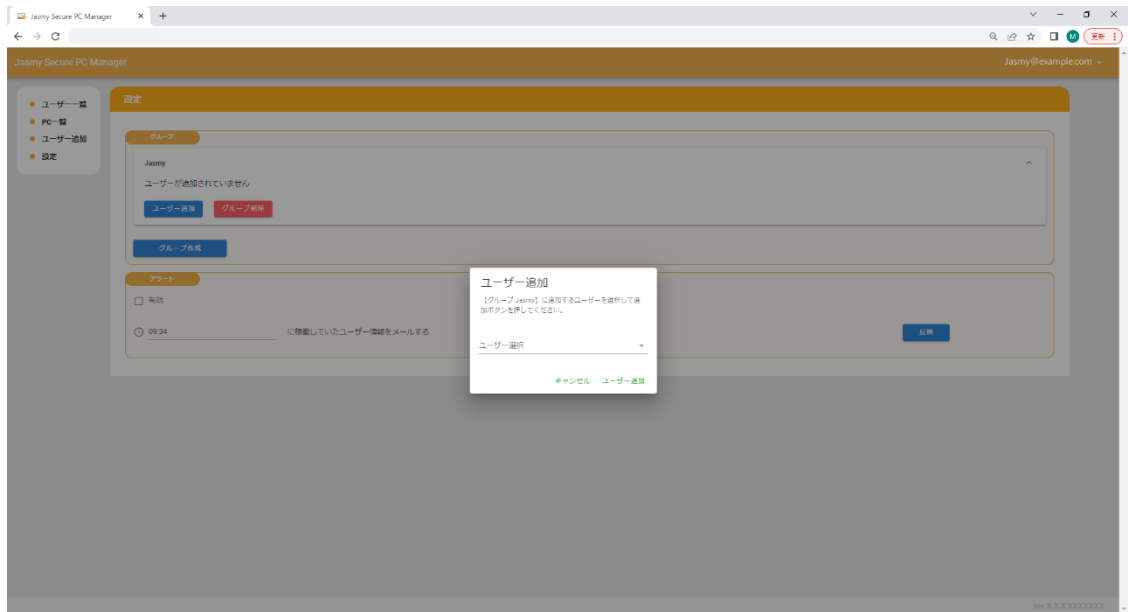 Jasmy Secure PC Manager
更新
Jasmy Secure PC Manager
Jasmy@example.com
ユーザー一覧
PC一覧
ユーザー追加
設定
設定
グループ
Jasmy
ユーザーが追加されていません
ユーザー追加 グループ削除
グループ作成
アラート
有効
09:34 に稼働していたユーザー情報をメールする
反映
ユーザー追加
【グループ:Jasmy】に追加するユーザーを選択して追
加ボタンを押してください。
ユーザー選択
キャンセル ユーザー追加
ver.X.X.XXXXXXX